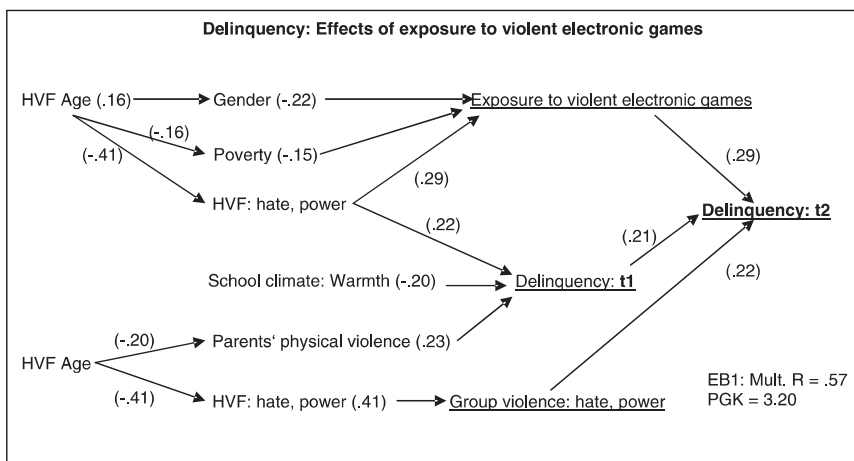 Delinquency: Effects of exposure to violent electronic games
HVF Age (.16)
Gender (-.22)
Exposure to violent electronic games
(-.16)
(-.41)
Poverty (-.15)
(.29)
(.29)
HVF: hate, power
Delinquency: t2
(.22)
(.21)
(.22)
School climate: Warmth (-.20)
Delinquency: t1
(-.20)
Parents‘ physical violence (.23)
HVF Age
(-.41)
HVF: hate, power (.41)
Group violence: hate, power
EB1: Mult. R = .57
PGK = 3.20